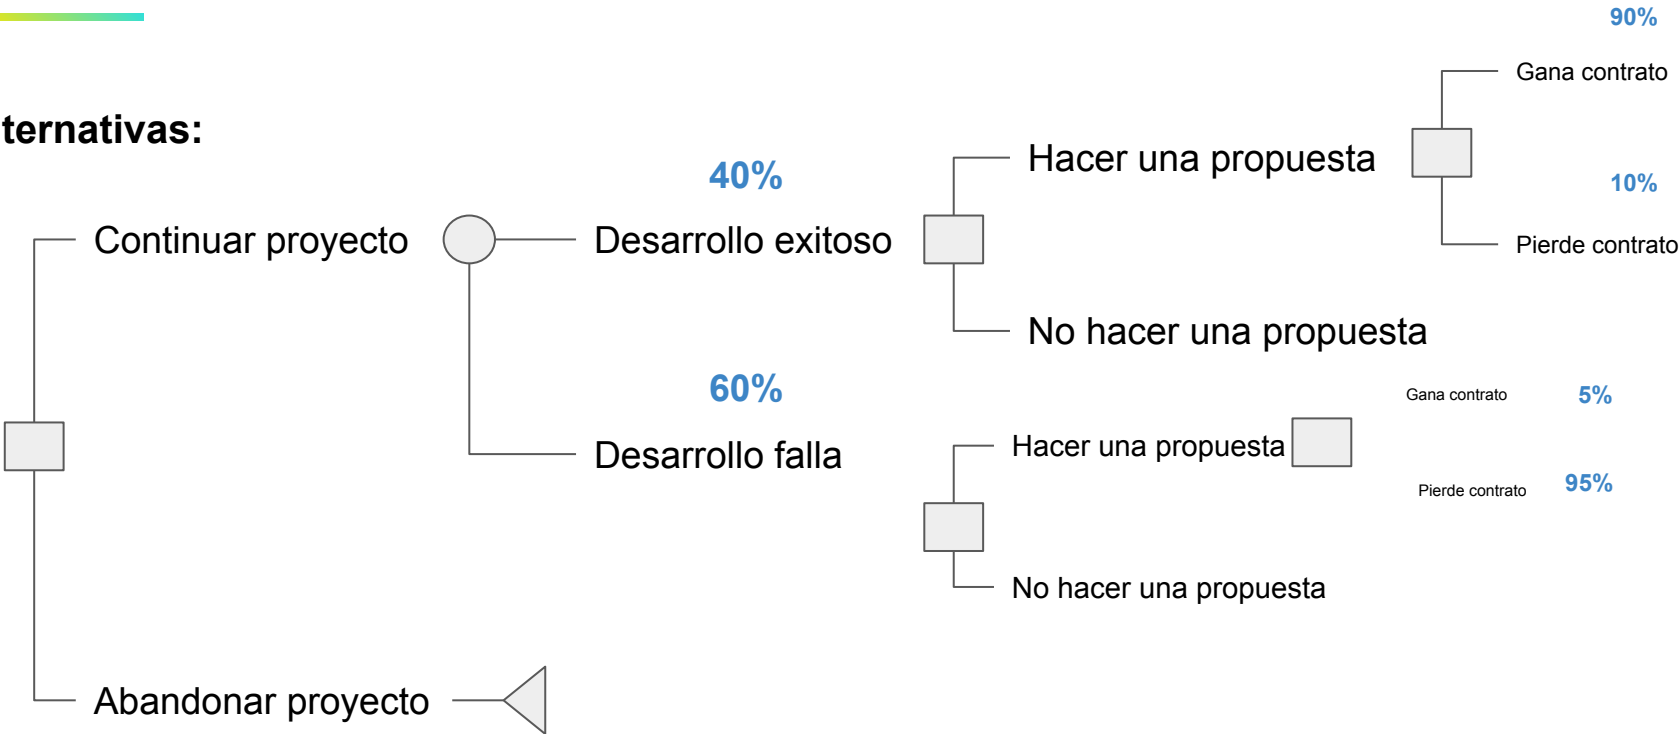 90%
Gana contrato
ternativas:
Hacer una propuesta
40%
10%
Continuar proyecto
Desarrollo exitoso
Pierde contrato
No hacer una propuesta
60%
Gana contrato 5%
Desarrollo falla
Hacer una propuesta
Pierde contrato 95%
No hacer una propuesta
Abandonar proyecto